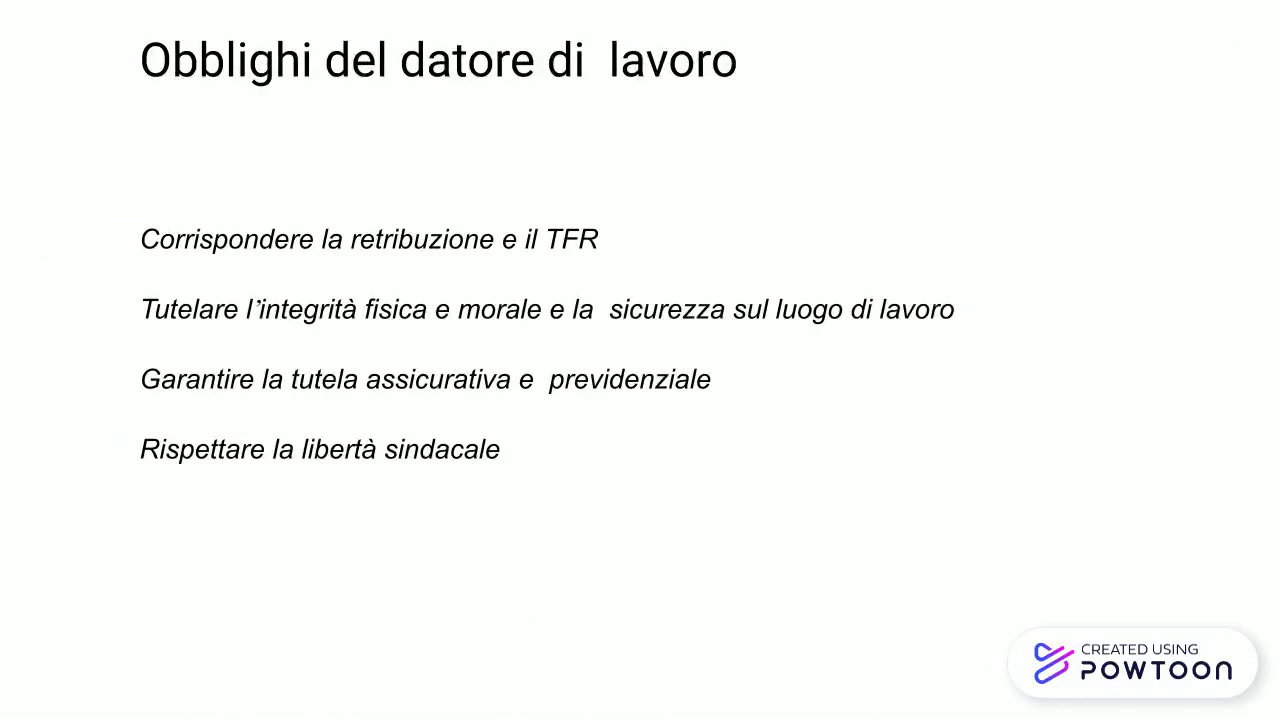 Obblighi del datore di  lavoro
Corrispondere la retribuzione e il TFR
Tutelare l’integrità fisica e morale e la  sicurezza sul luogo di lavoro
Garantire la tutela assicurativa e  previdenziale
Rispettare la libertà sindacale
CREATED USING
POWTOON